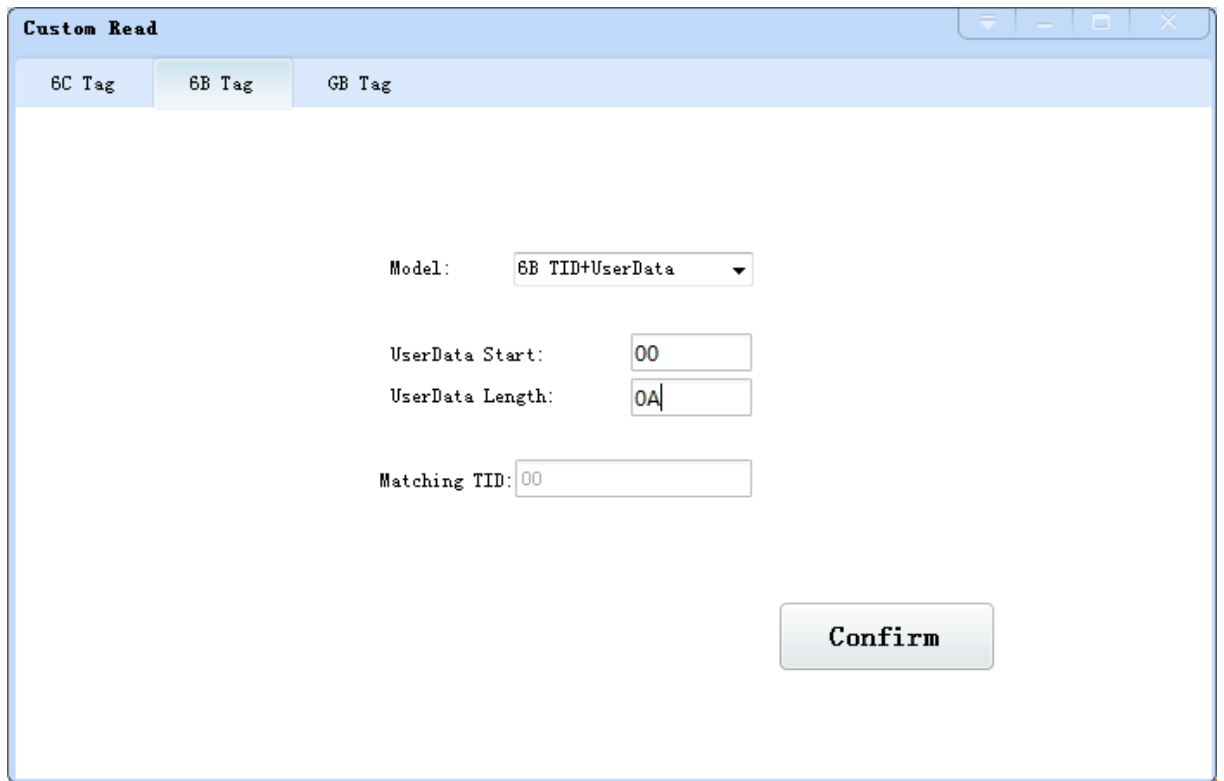 Custom Read
6C Tag 6B Tag GB Tag
Model: 6B TID+UserData
UserData Start: 00
UserData Length: 0A
Matching TID: 00
Confirm